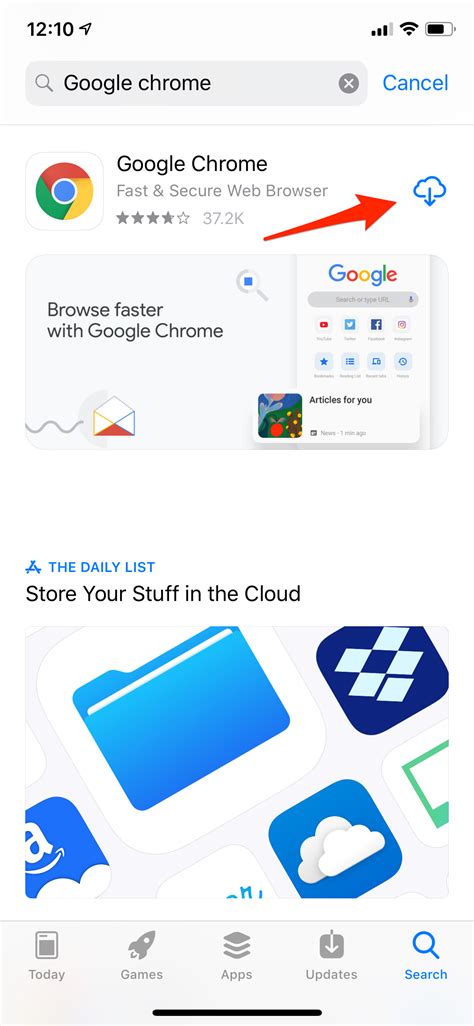 12:10
Google chrome
Cancel
Google Chrome
Fast & Secure Web Browser
37.2K
Browse faster
with Google Chrome
Google
Search or type URL
YouTube
Twitter
Facebook
Instagram
Bookmarks
Reading List
Recent tabs
History
Articles for you
News · 1 min ago
THE DAILY LIST
Store Your Stuff in the Cloud
a
Today
Games
Apps
Updates
Search